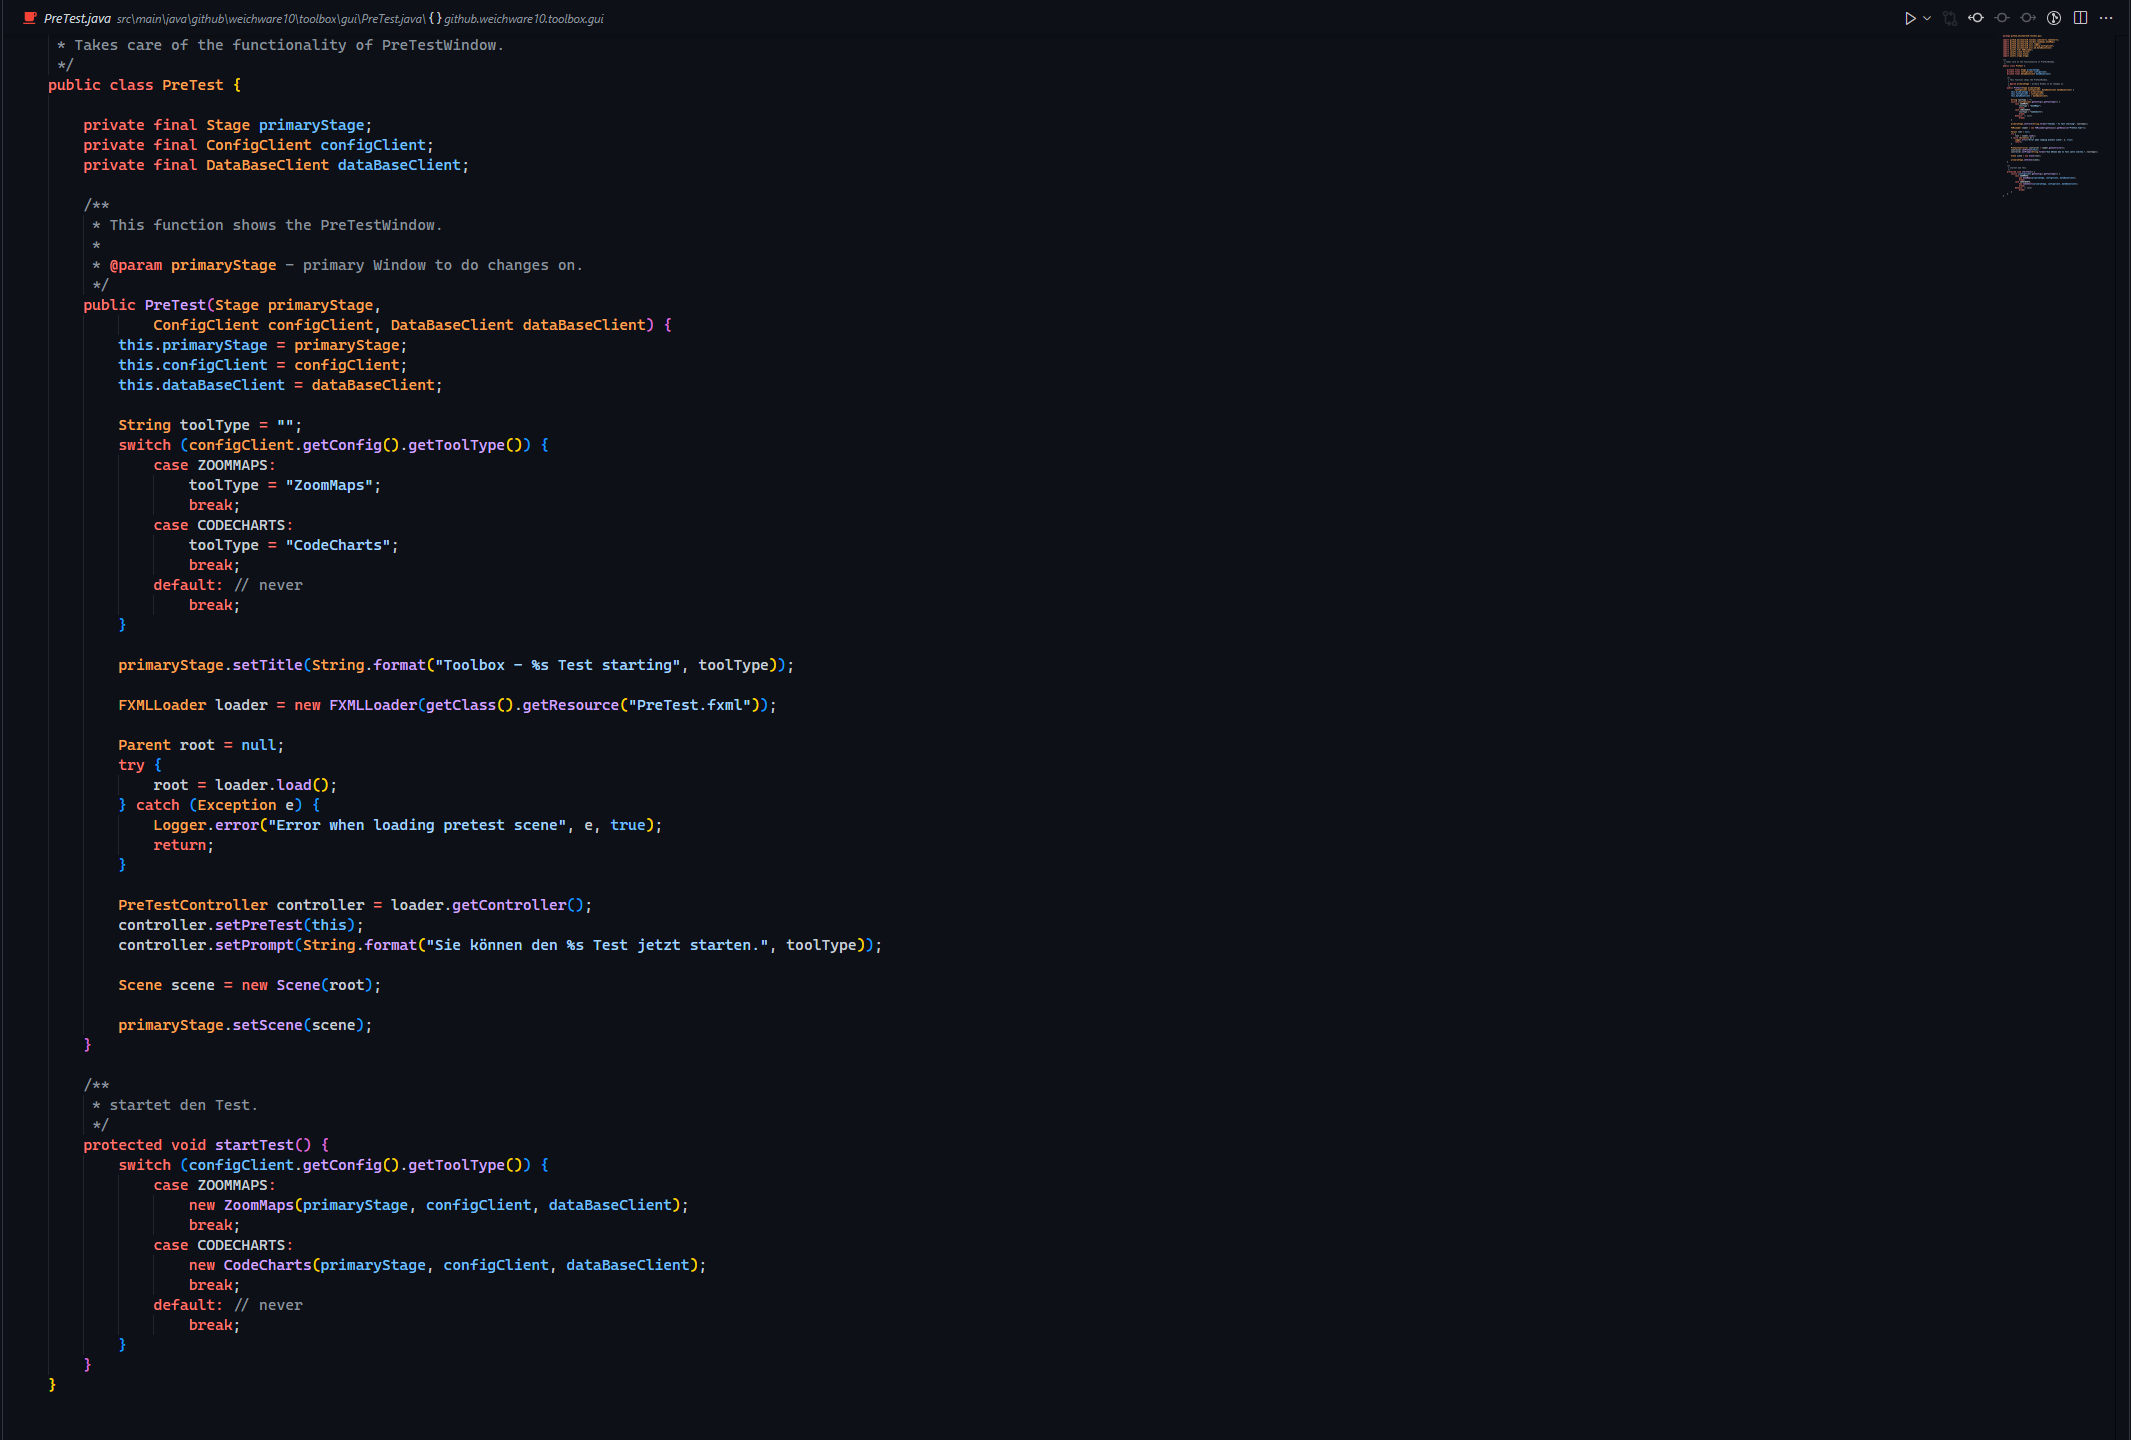 PreTest.java src\main\java\github\weichware10\toolbox\gui\PreTest.java\ {} github.weichware10.toolbox.gui
 * Takes care of the functionality of PreTestWindow.
 */
public class PreTest {
    private final Stage primaryStage;
    private final ConfigClient configClient;
    private final DataBaseClient dataBaseClient;
    /**
     * This function shows the PreTestWindow.
     *
     * @param primaryStage - primary Window to do changes on.
     */
    public PreTest(Stage primaryStage,
            ConfigClient configClient, DataBaseClient dataBaseClient) {
        this.primaryStage = primaryStage;
        this.configClient = configClient;
        this.dataBaseClient = dataBaseClient;
        String toolType = "";
        switch (configClient.getConfig().getToolType()) {
            case ZOOMMAPS:
                toolType = "ZoomMaps";
                break;
            case CODECHARTS:
                toolType = "CodeCharts";
                break;
            default: // never
                break;
        }
        primaryStage.setTitle(String.format("Toolbox - %s Test starting", toolType));
        FXMLLoader loader = new FXMLLoader(getClass().getResource("PreTest.fxml"));
        Parent root = null;
        try {
            root = loader.load();
        } catch (Exception e) {
            Logger.error("Error when loading pretest scene", e, true);
            return;
        }
        PreTestController controller = loader.getController();
        controller.setPreTest(this);
        controller.setPrompt(String.format("Sie können den %s Test jetzt starten.", toolType));
        Scene scene = new Scene(root);
        primaryStage.setScene(scene);
    }
    /**
     * startet den Test.
     */
    protected void startTest() {
        switch (configClient.getConfig().getToolType()) {
            case ZOOMMAPS:
                new ZoomMaps(primaryStage, configClient, dataBaseClient);
                break;
            case CODECHARTS:
                new CodeCharts(primaryStage, configClient, dataBaseClient);
                break;
            default: // never
                break;
        }
    }
}